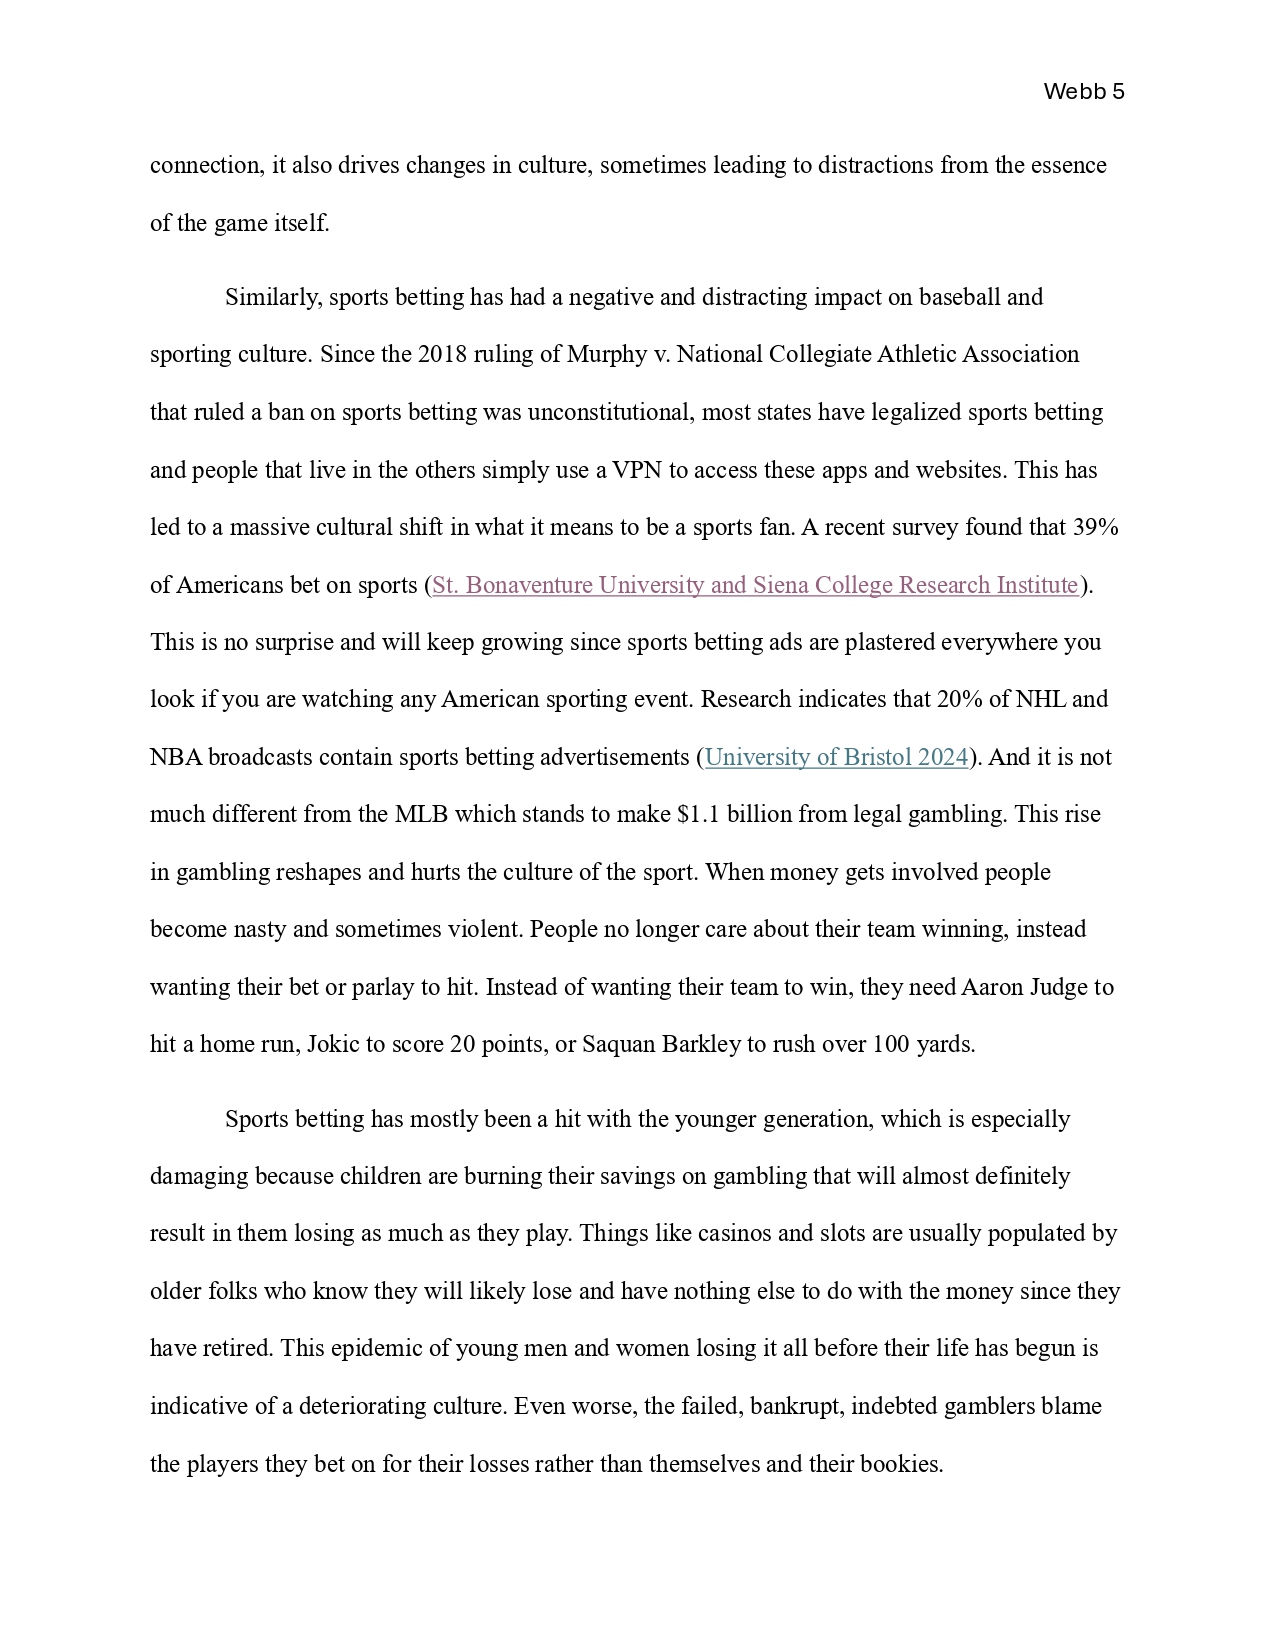 Webb 5
connection, it also drives changes in culture, sometimes leading to distractions from the essence
of the game itself.
Similarly, sports betting has had a negative and distracting impact on baseball and
sporting culture. Since the 2018 ruling of Murphy v. National Collegiate Athletic Association
that ruled a ban on sports betting was unconstitutional, most states have legalized sports betting
and people that live in the others simply use a VPN to access these apps and websites. This has
led to a massive cultural shift in what it means to be a sports fan. A recent survey found that 39%
of Americans bet on sports (St. Bonaventure University and Siena College Research Institute).
This is no surprise and will keep growing since sports betting ads are plastered everywhere you
look if you are watching any American sporting event. Research indicates that 20% of NHL and
NBA broadcasts contain sports betting advertisements (University of Bristol 2024). And it is not
much different from the MLB which stands to make $1.1 billion from legal gambling. This rise
in gambling reshapes and hurts the culture of the sport. When money gets involved people
become nasty and sometimes violent. People no longer care about their team winning, instead
wanting their bet or parlay to hit. Instead of wanting their team to win, they need Aaron Judge to
hit a home run, Jokic to score 20 points, or Saquan Barkley to rush over 100 yards.
Sports betting has mostly been a hit with the younger generation, which is especially
damaging because children are burning their savings on gambling that will almost definitely
result in them losing as much as they play. Things like casinos and slots are usually populated by
older folks who know they will likely lose and have nothing else to do with the money since they
have retired. This epidemic of young men and women losing it all before their life has begun is
indicative of a deteriorating culture. Even worse, the failed, bankrupt, indebted gamblers blame
the players they bet on for their losses rather than themselves and their bookies.